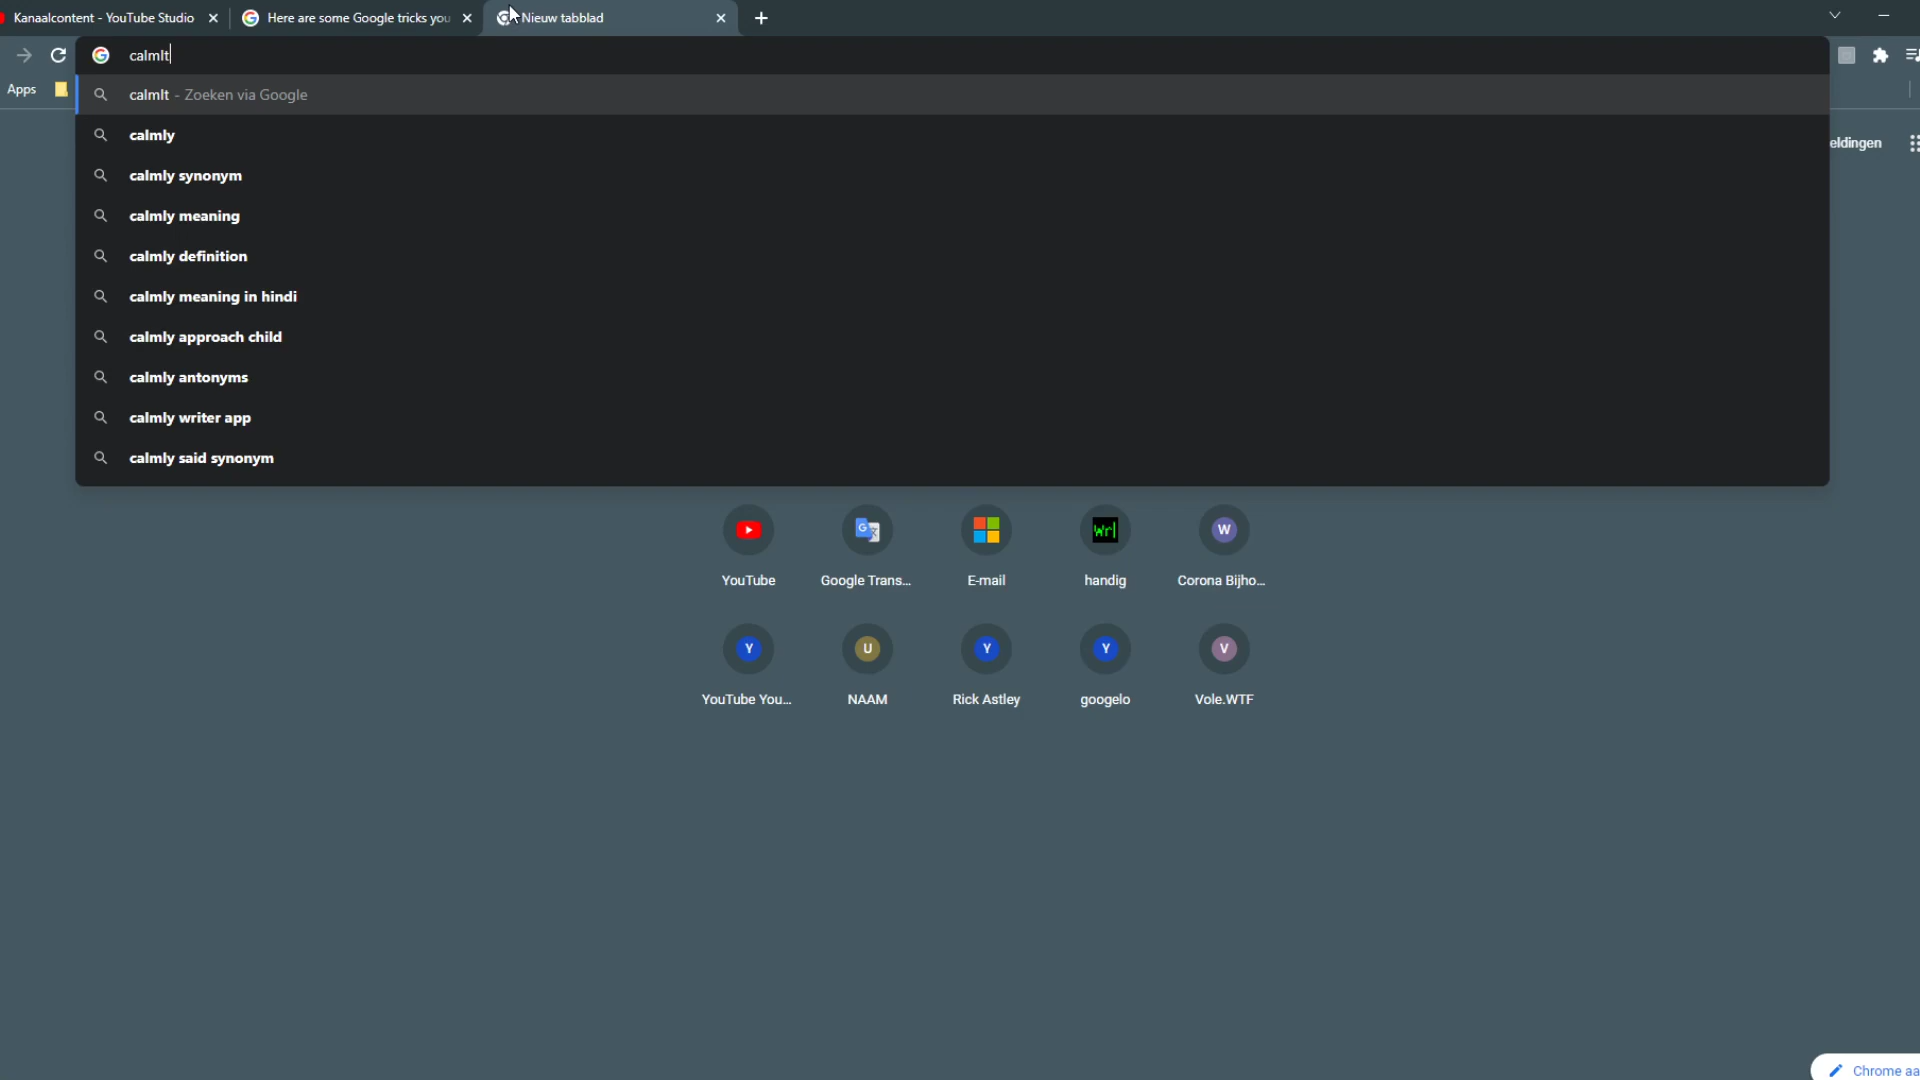 Kanaalcontent - YouTube Studio
Here are some Google tricks you
Nieuw tabblad
calmlt
Apps
calmlt - Zoeken via Google
calmly
eldingen
calmly synonym
calmly meaning
calmly definition
calmly meaning in hindi
calmly approach child
calmly antonyms
calmly writer app
calmly said synonym
wr
W
YouTube
Google Trans...
E-mail
handig
Corona Bijho...
Y
U
Y
Y
V
YouTube You...
NAAM
Rick Astley
googelo
Vole.WTF
Chrome aa